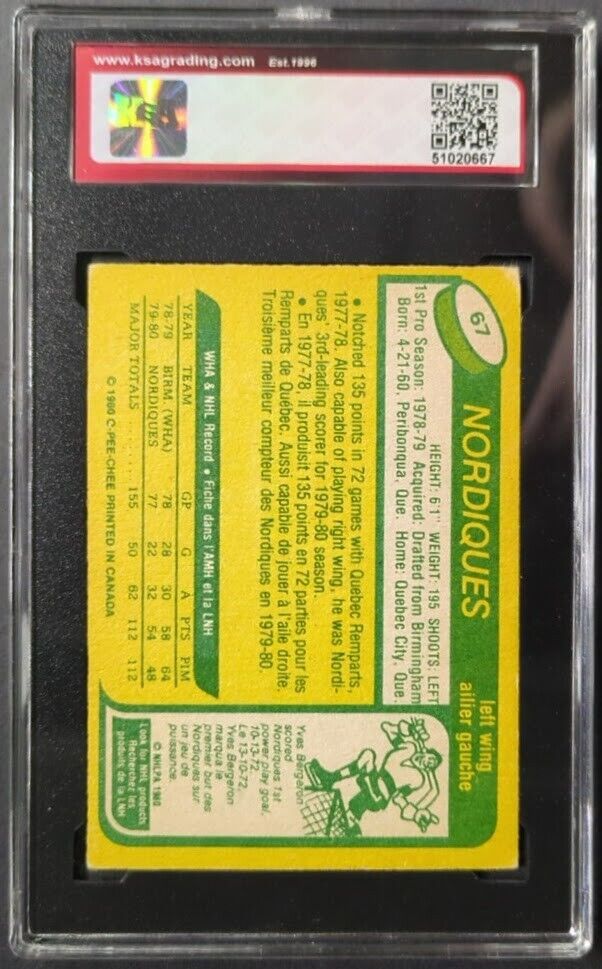 www.ksagrading.com Est.1996
51020667
67
NORDIQUES
left wing
ailier gauche
HEIGHT: 6'1" WEIGHT: 195 SHOOTS: LEFT
1st Pro Season: 1978-79 Acquired: Drafted from Birmingham
Born: 4-21-60, Peribonqua, Que. Home: Quebec City, Que.
• Notched 135 points in 72 games with Quebec Remparts,
1977-78. Also capable of playing right wing, he was Nordi-
ques' 3rd-leading scorer for 1979-80 season.
• En 1977-78, il produisit 135 points en 72 parties pour les
Remparts de Québec. Aussi capable de jouer à l'aile droite.
Troisième meilleur compteur des Nordiques en 1979-80.
WHA & NHL Record • Fiche dans l'AMH et la LNH
YEAR TEAM GP G A PTS PIM
78-79 BIRM. (WHA) 78 28 30 58 64
79-80 NORDIQUES 77 22 32 54 48
MAJOR TOTALS ....... 155 50 62 112 112
© 1980 O-PEE-CHEE PRINTED IN CANADA
Yves Bergeron
scored
Nordiques 1st
power play goal,
10-13-72.
Le 13-10-72,
Yves Bergeron
marqua le
premier but des
Nordiques sur
un jeu de
puissance.
© NHLPA 1980
Look for NHL products
Recherchez les
produits de la LNH